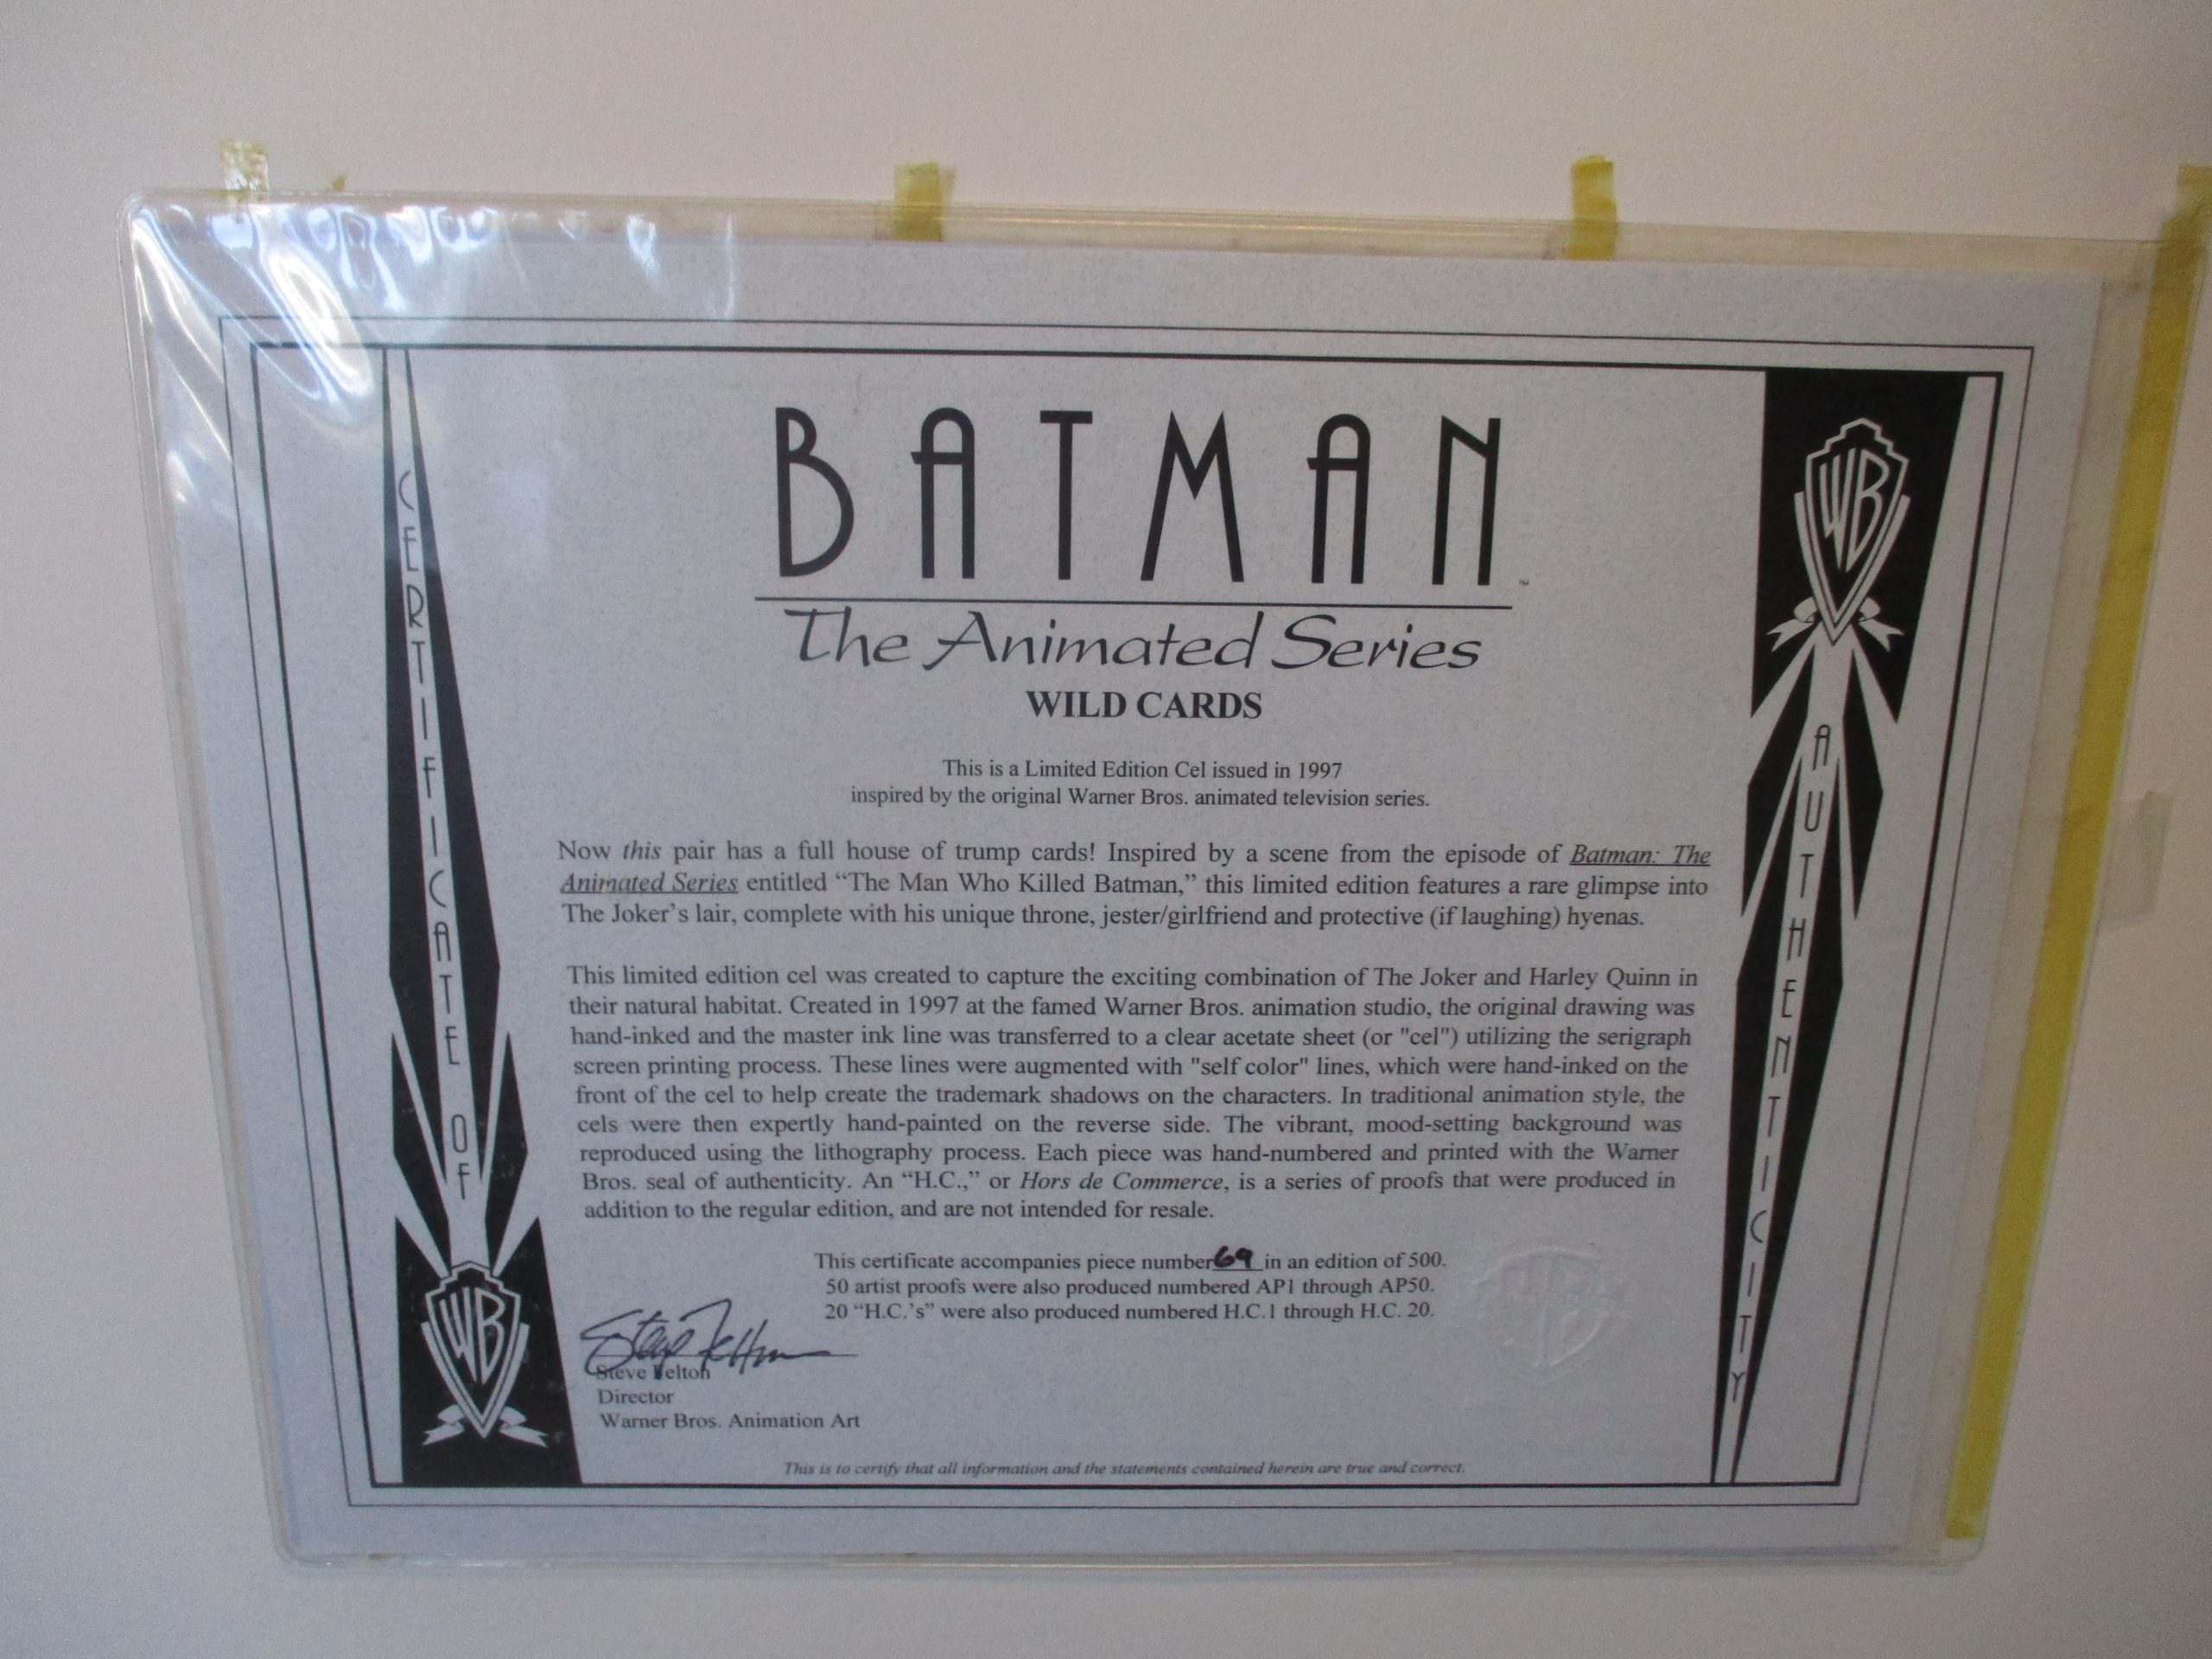 BATMAN™
The Animated Series
WILD CARDS
This is a Limited Edition Cel issued in 1997
inspired by the original Warner Bros. animated television series.
Now this pair has a full house of trump cards! Inspired by a scene from the episode of Batman: The
Animated Series entitled “The Man Who Killed Batman,” this limited edition features a rare glimpse into
The Joker’s lair, complete with his unique throne, jester/girlfriend and protective (if laughing) hyenas.
This limited edition cel was created to capture the exciting combination of The Joker and Harley Quinn in
their natural habitat. Created in 1997 at the famed Warner Bros. animation studio, the original drawing was
hand-inked and the master ink line was transferred to a clear acetate sheet (or "cel") utilizing the serigraph
screen printing process. These lines were augmented with "self color" lines, which were hand-inked on the
front of the cel to help create the trademark shadows on the characters. In traditional animation style, the
cels were then expertly hand-painted on the reverse side. The vibrant, mood-setting background was
reproduced using the lithography process. Each piece was hand-numbered and printed with the Warner
Bros. seal of authenticity. An “H.C.,” or Hors de Commerce, is a series of proofs that were produced in
addition to the regular edition, and are not intended for resale.
This certificate accompanies piece number 69 in an edition of 500.
50 artist proofs were also produced numbered AP1 through AP50.
20 “H.C.’s” were also produced numbered H.C.1 through H.C. 20.
Steve Felton
Steve Felton
Director
Warner Bros. Animation Art
This is to certify that all information and the statements contained herein are true and correct.
CERTIFICATE OF
WB
WB
AUTHENTICITY
WB